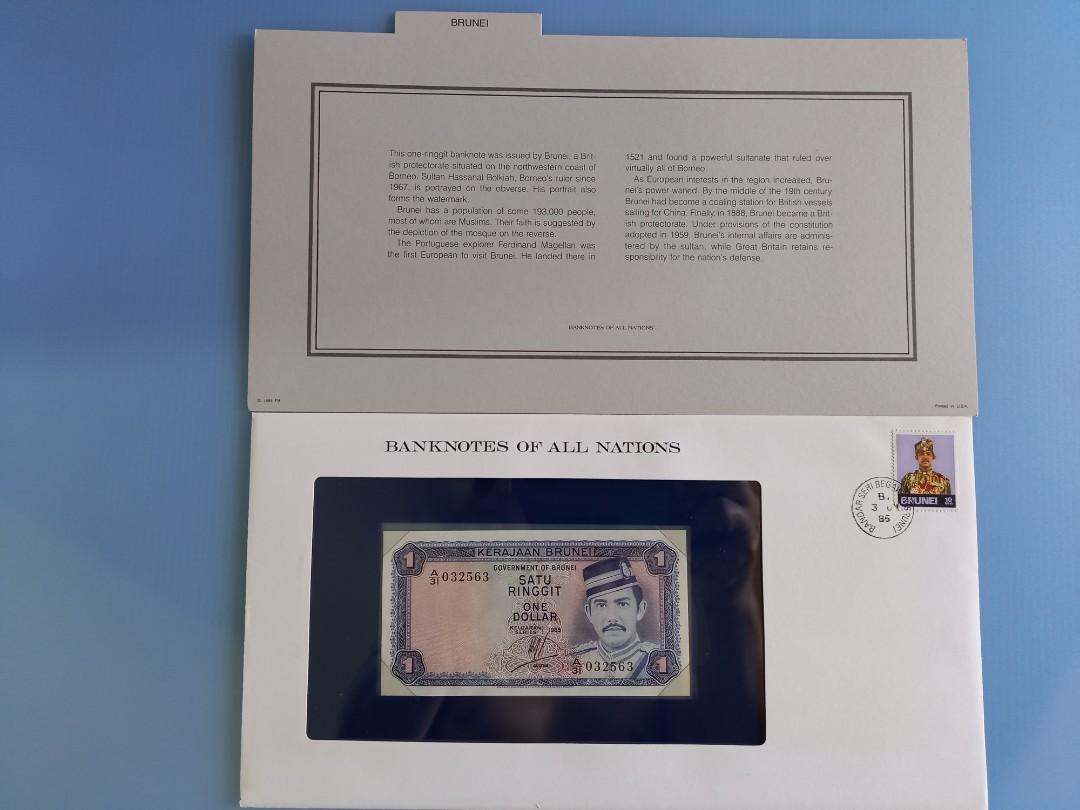 BRUNEI
This one-ringgit banknote was issued by Brunei, a Brit-
ish protectorate situated on the northwestern coast of
Borneo. Sultan Hassanal Bolkiah, Borneo's ruler since
1967, is portrayed on the obverse. His portrait also
forms the watermark.
Brunei has a population of some 193,000 people,
most of whom are Muslims. Their faith is suggested by
the depiction of the mosque on the reverse.
The Portuguese explorer Ferdinand Magellan was
the first European to visit Brunei. He landed there in
1521 and found a powerful sultanate that ruled over
virtually all of Borneo.
As European interests in the region increased, Bru-
nei's power waned. By the middle of the 19th century
Brunei had become a coaling station for British vessels
sailing for China. Finally, in 1888, Brunei became a Brit-
ish protectorate. Under provisions of the constitution
adopted in 1959, Brunei's internal affairs are adminis-
tered by the sultan, while Great Britain retains re-
sponsibility for the nation's defense.
BANKNOTES OF ALL NATIONS
Printed in U.S.A.
BANKNOTES OF ALL NATIONS
BRUNEI 10
BANDAR SERI BRUNEI
B.
3
86
KERAJAAN BRUNEI
1 1
GOVERNMENT OF BRUNEI
A/31 032563
SATU
RINGGIT
ONE
DOLLAR
KELUARAN
SERIES 1985
A/31 032563
1 1